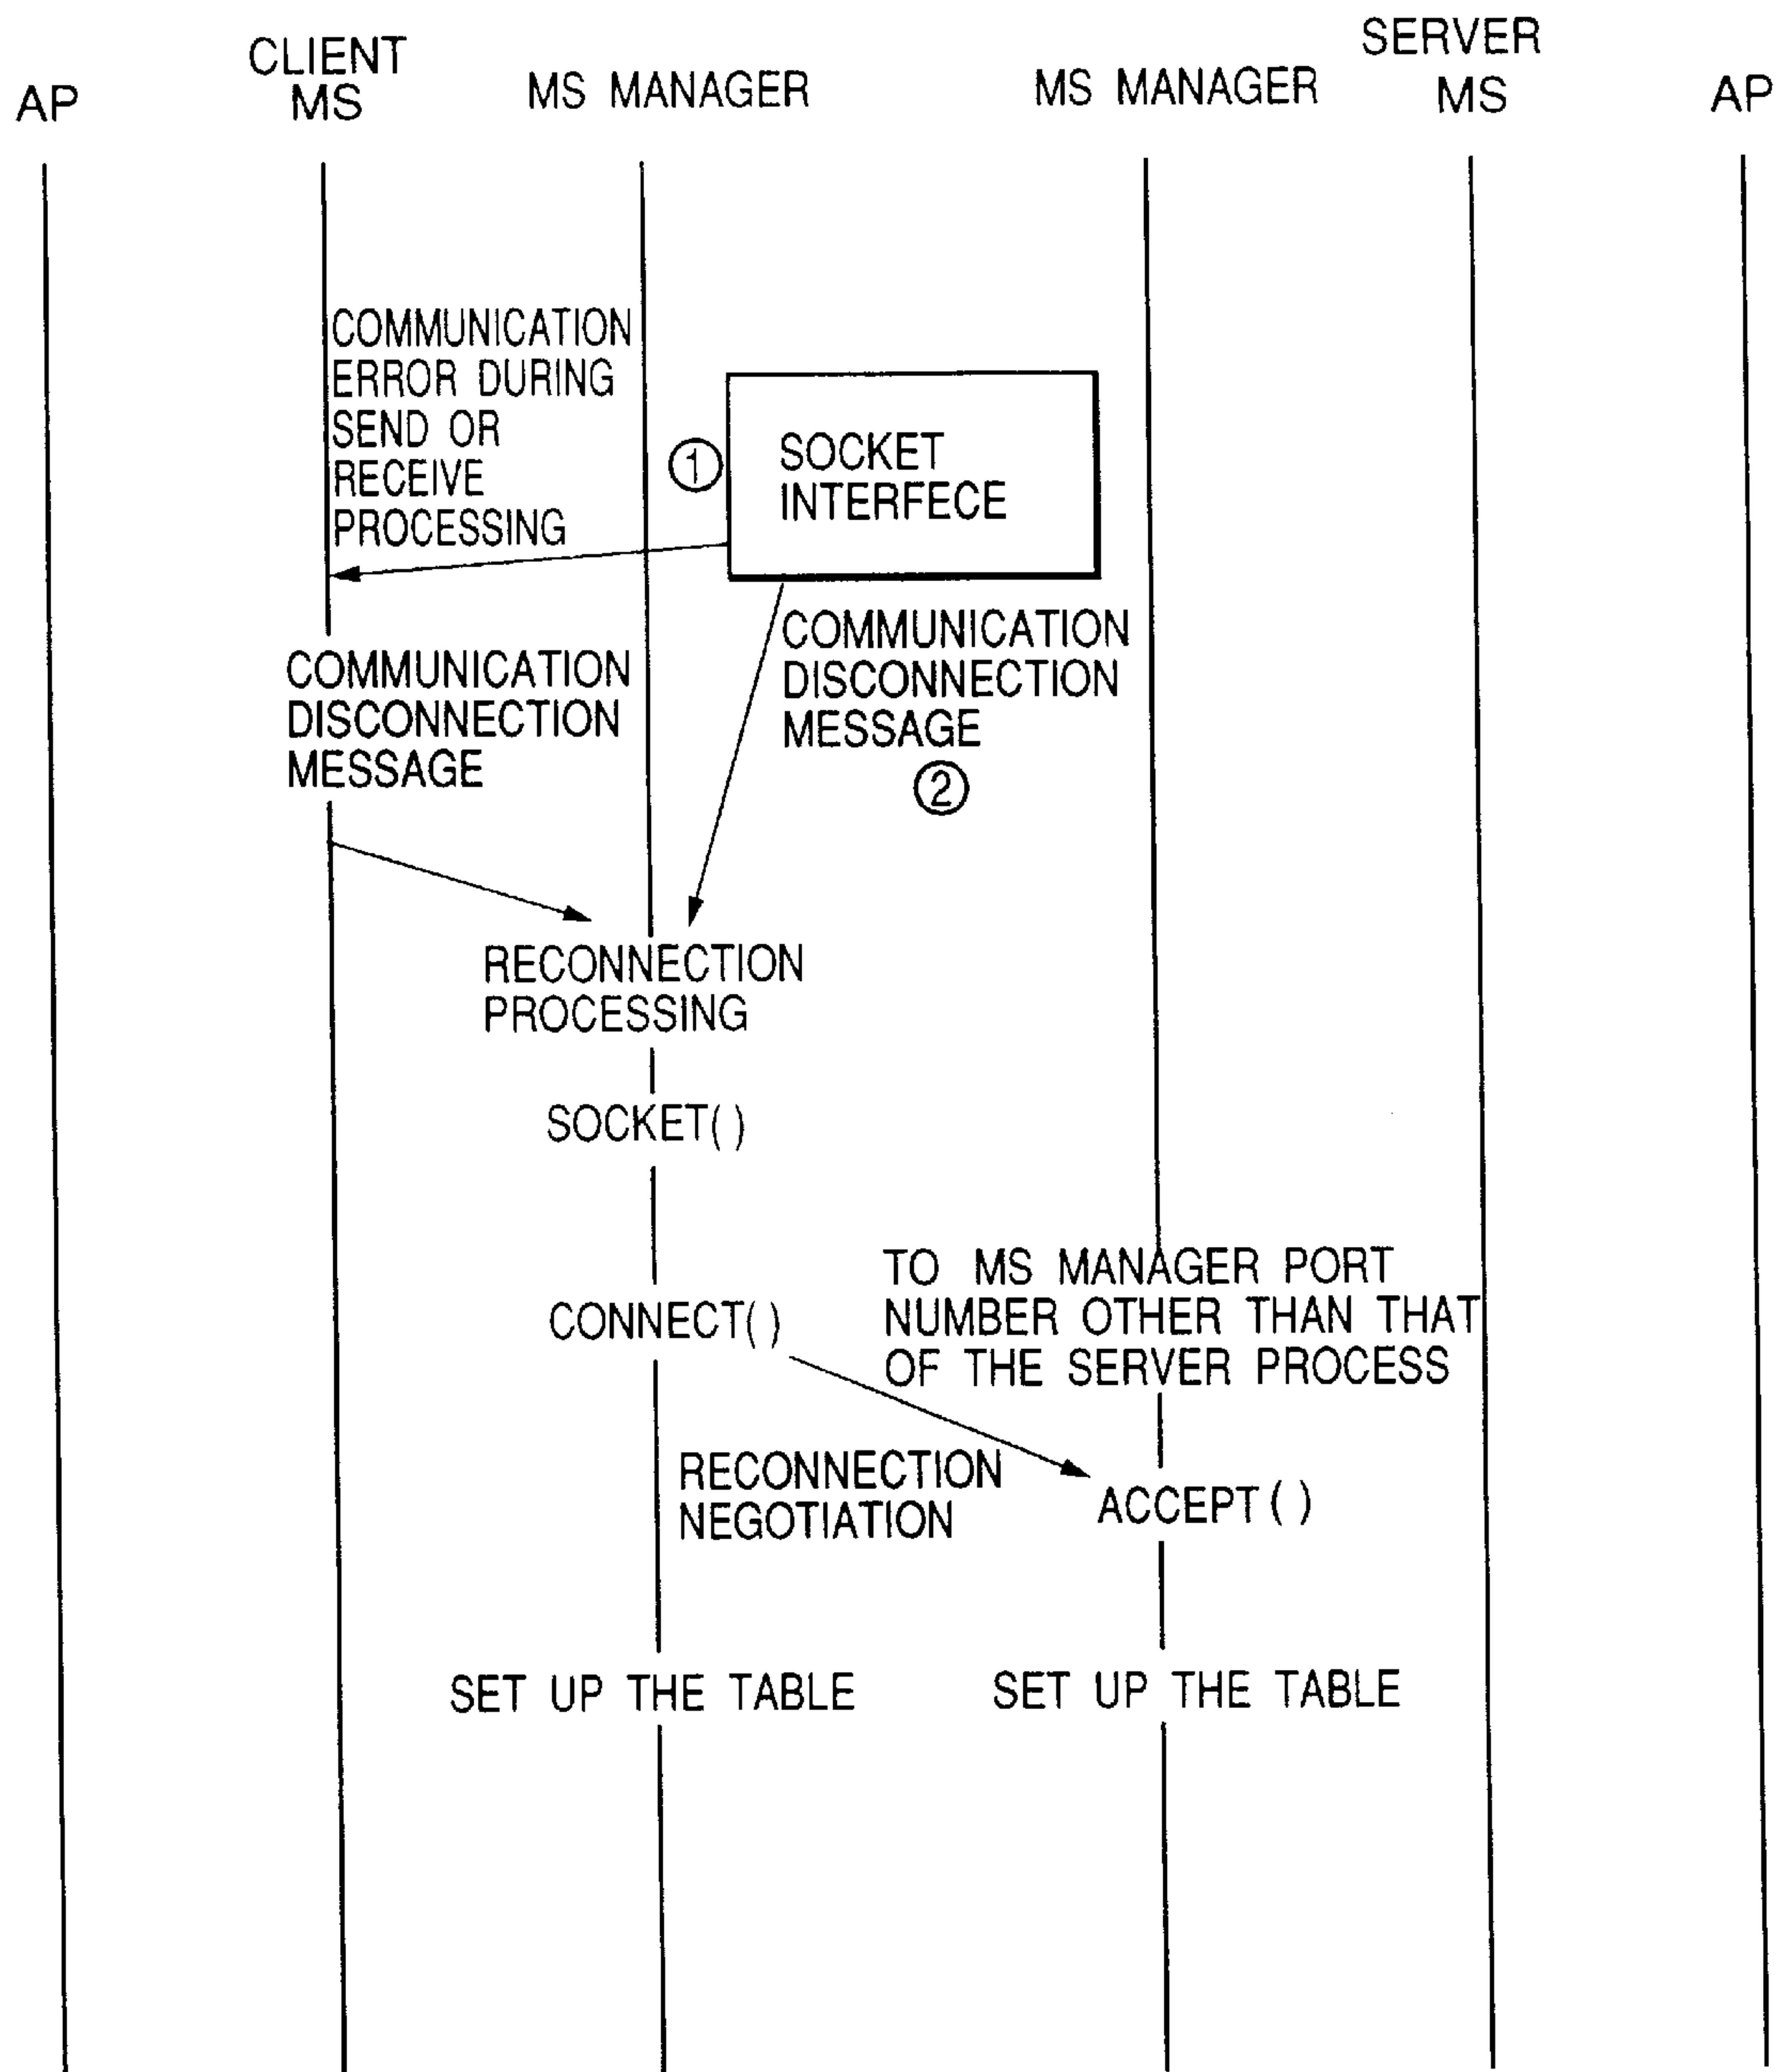 AP
CLIENT
MS
MS MANAGER
MS MANAGER
SERVER
MS
AP
COMMUNICATION
ERROR DURING
SEND OR
RECEIVE
PROCESSING
1
SOCKET
INTERFECE
COMMUNICATION
DISCONNECTION
MESSAGE
COMMUNICATION
DISCONNECTION
MESSAGE
2
RECONNECTION
PROCESSING
SOCKET( )
CONNECT( )
TO MS MANAGER PORT
NUMBER OTHER THAN THAT
OF THE SERVER PROCESS
RECONNECTION
NEGOTIATION
ACCEPT ( )
SET UP THE TABLE
SET UP THE TABLE